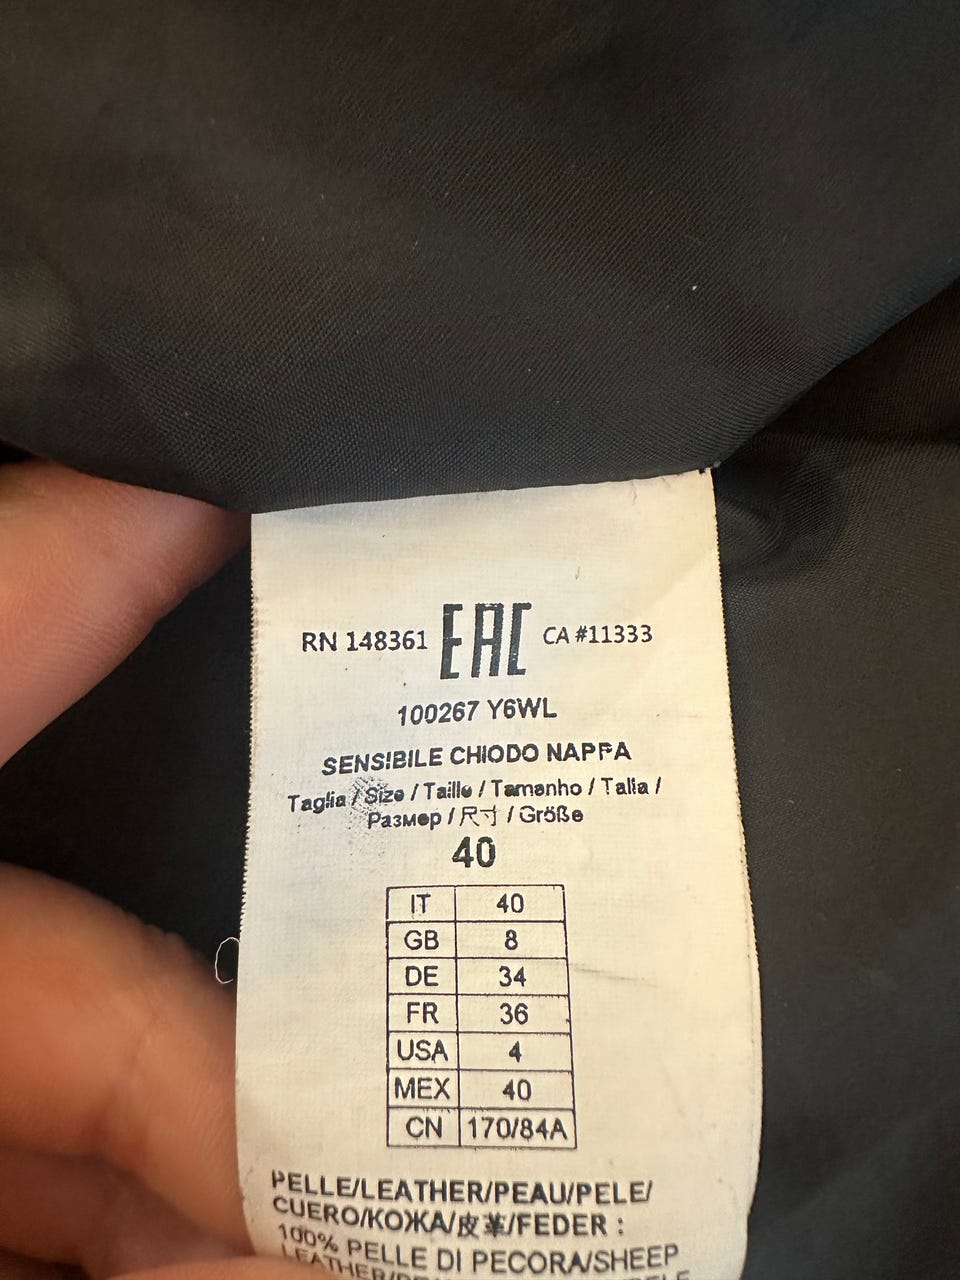 RN 148361 EAC CA #11333
100267 Y6WL
SENSIBILE CHIODO NAPPA
Taglia / Size / Taille / Tamanho / Talla /
Размер / 尺寸 / Größe
40
IT 40
GB 8
DE 34
FR 36
USA 4
MEX 40
CN 170/84A
PELLE/LEATHER/PEAU/PELE/
CUERO/КОЖА/皮革/FEDER :
100% PELLE DI PECORA/SHEEP
LEATHER/